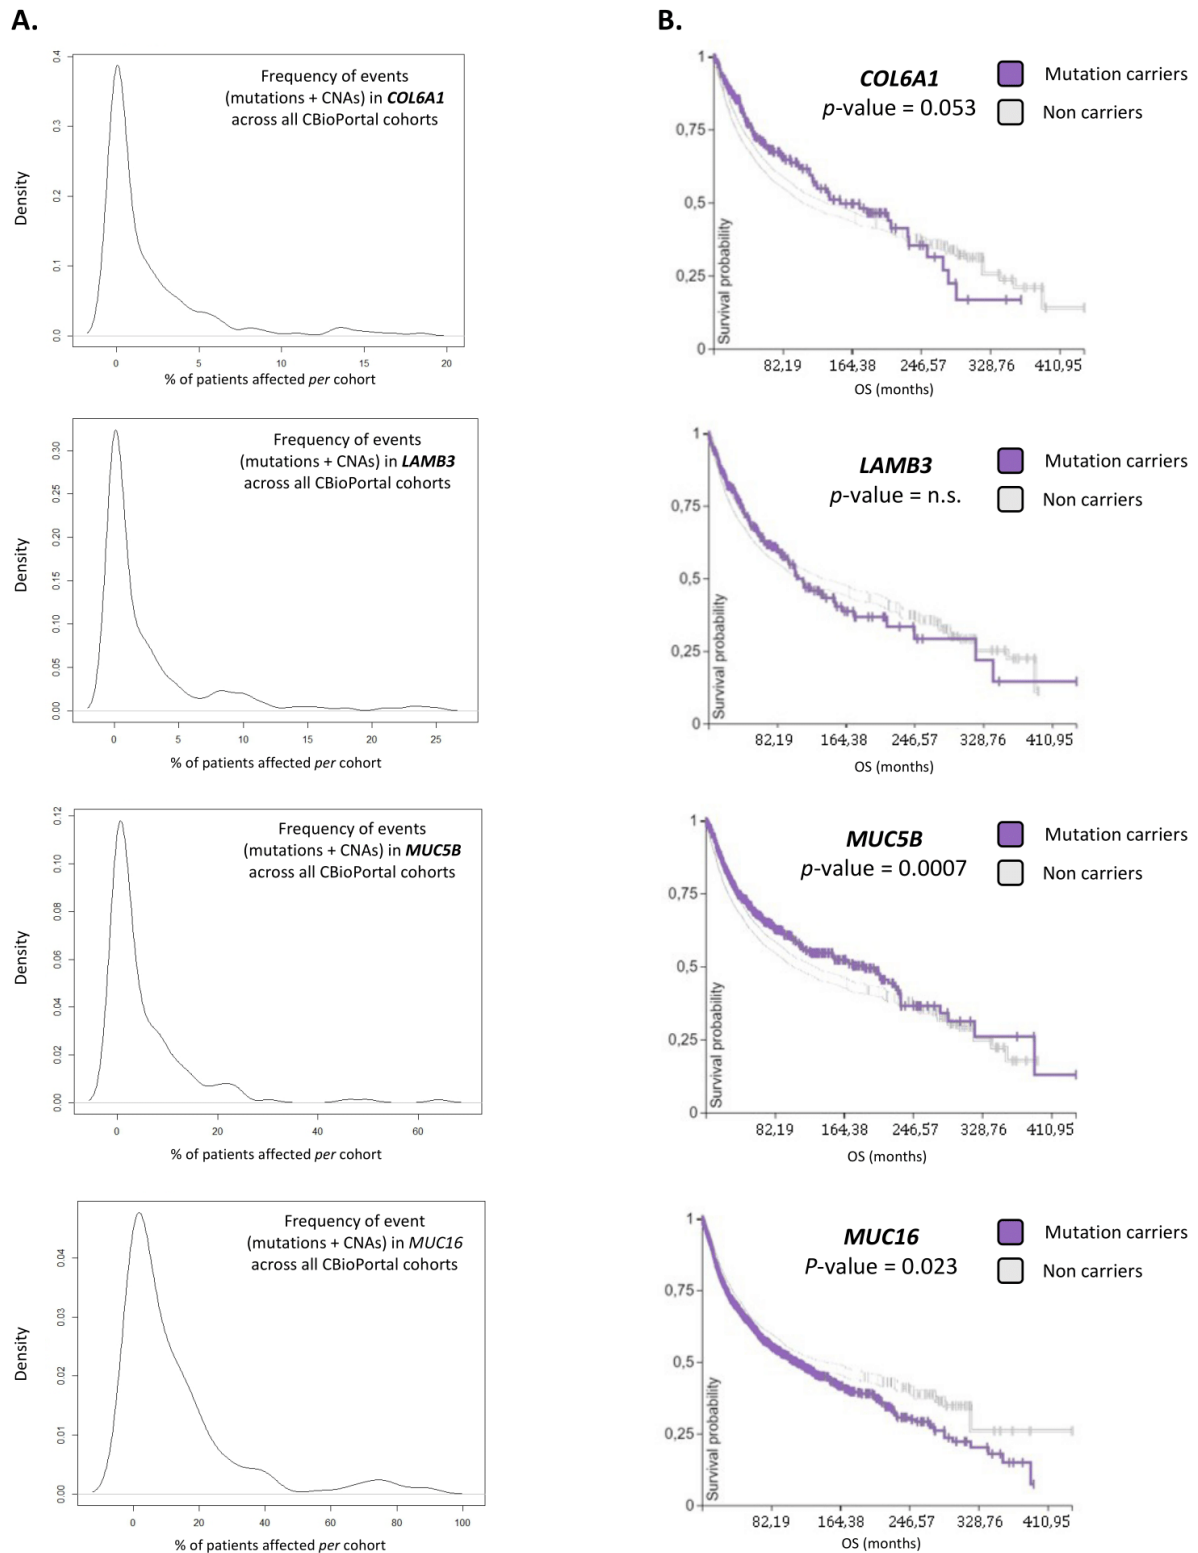 A.
B.
0.4
0.3
0.2
0.1
0.0
Density
Frequency of events
(mutations + CNAs) in COL6A1
across all CBioPortal cohorts
0 5 10 15 20
% of patients affected per cohort
1
0,75
0,5
0,25
0
Survival probability
COL6A1
p-value = 0.053
Mutation carriers
Non carriers
82,19 164,38 246,57 328,76 410,95
OS (months)
0.30
0.25
0.20
0.15
0.10
0.05
0.00
Density
Frequency of events
(mutations + CNAs) in LAMB3
across all CBioPortal cohorts
0 5 10 15 20 25
% of patients affected per cohort
1
0,75
0,5
0,25
0
Survival probability
LAMB3
p-value = n.s.
Mutation carriers
Non carriers
82,19 164,38 246,57 328,76 410,95
OS (months)
0.12
0.10
0.08
0.06
0.04
0.02
0.00
Density
Frequency of events
(mutations + CNAs) in MUC5B
across all CBioPortal cohorts
0 20 40 60
% of patients affected per cohort
1
0,75
0,5
0,25
0
Survival probability
MUC5B
p-value = 0.0007
Mutation carriers
Non carriers
82,19 164,38 246,57 328,76 410,95
OS (months)
0.04
0.03
0.02
0.01
0.00
Density
Frequency of event
(mutations + CNAs) in MUC16
across all CBioPortal cohorts
0 20 40 60 80 100
% of patients affected per cohort
1
0,75
0,5
0,25
0
Survival probability
MUC16
P-value = 0.023
Mutation carriers
Non carriers
82,19 164,38 246,57 328,76 410,95
OS (months)